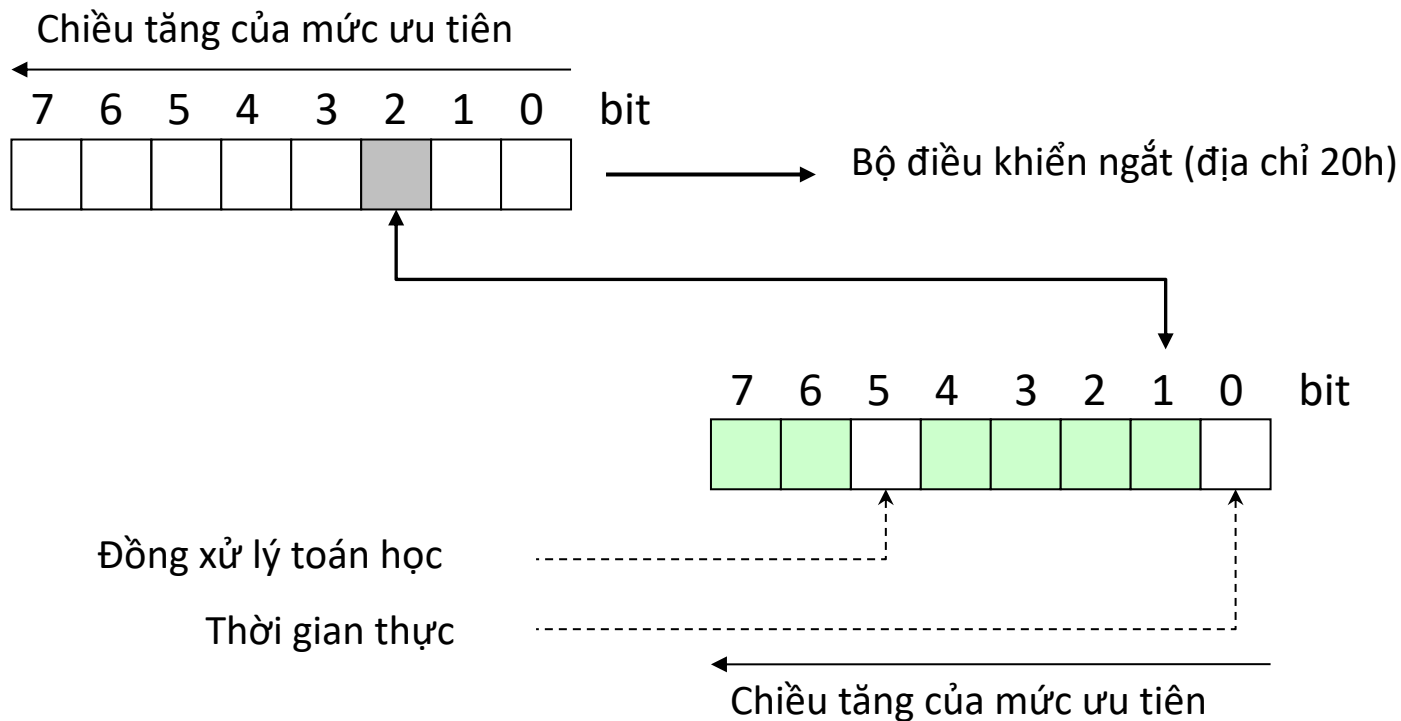 Chiều tăng của mức ưu tiên
7 6 5 4 3 2 1 0 bit
Bộ điều khiển ngắt (địa chỉ 20h)
7 6 5 4 3 2 1 0 bit
Đồng xử lý toán học
Thời gian thực
Chiều tăng của mức ưu tiên